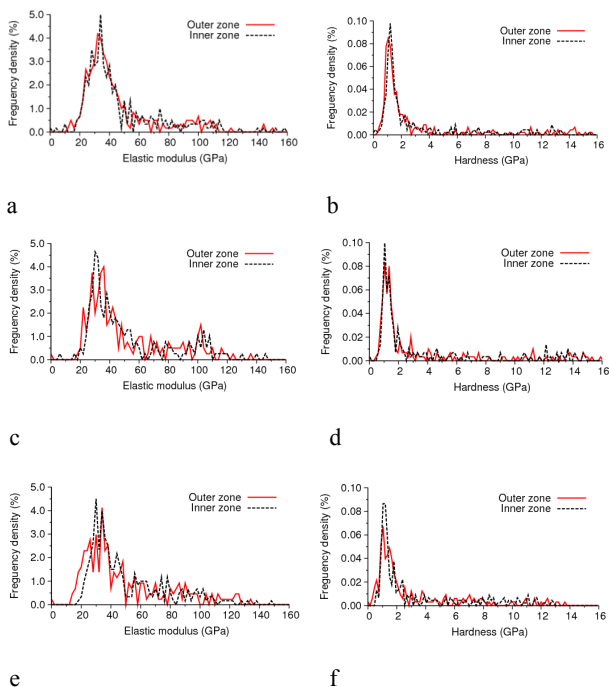 Freguency density (%)
5.0
4.0
3.0
2.0
1.0
0.0
0 20 40 60 80 100 120 140 160
Elastic modulus (GPa)
Outer zone
Inner zone
a
Freguency density (%)
0.10
0.08
0.06
0.04
0.02
0.00
0 2 4 6 8 10 12 14 16
Hardness (GPa)
Outer zone
Inner zone
b
Freguency density (%)
5.0
4.0
3.0
2.0
1.0
0.0
0 20 40 60 80 100 120 140 160
Elastic modulus (GPa)
Outer zone
Inner zone
c
Freguency density (%)
0.10
0.08
0.06
0.04
0.02
0.00
0 2 4 6 8 10 12 14 16
Hardness (GPa)
Outer zone
Inner zone
d
Freguency density (%)
5.0
4.0
3.0
2.0
1.0
0.0
0 20 40 60 80 100 120 140 160
Elastic modulus (GPa)
Outer zone
Inner zone
e
Freguency density (%)
0.10
0.08
0.06
0.04
0.02
0.00
0 2 4 6 8 10 12 14 16
Hardness (GPa)
Outer zone
Inner zone
f